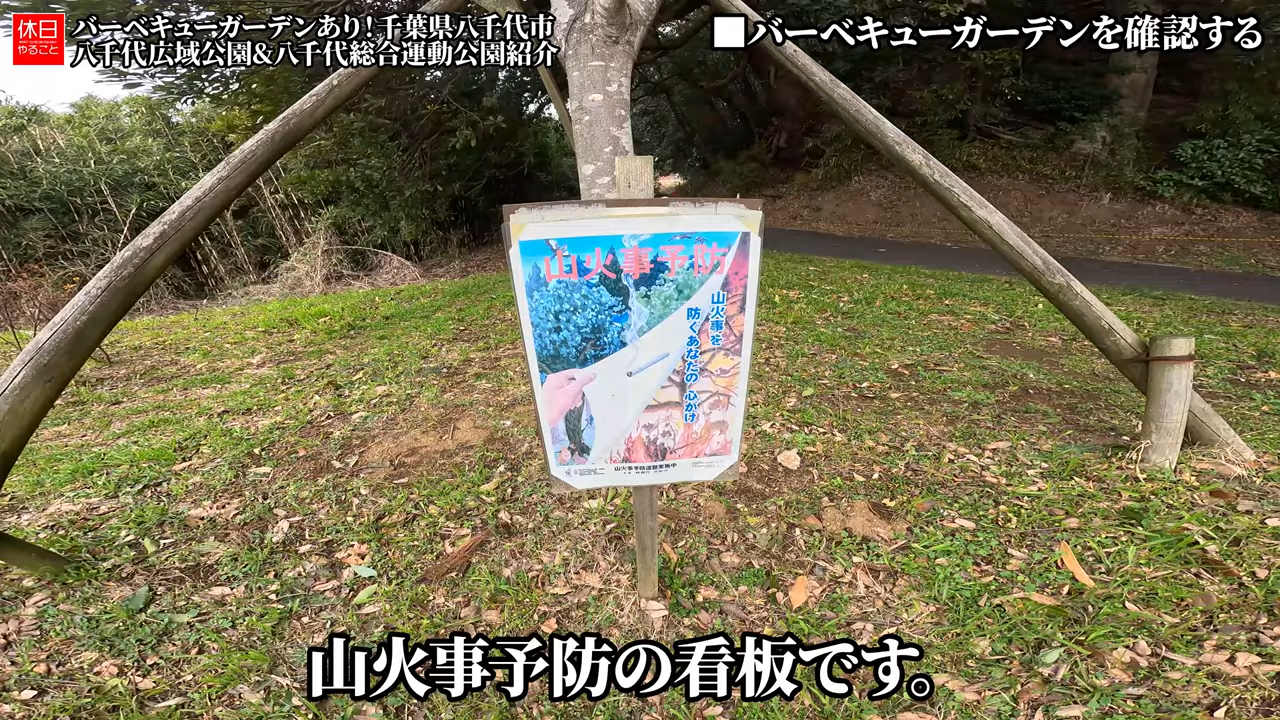 休日
やること
バーベキューガーデンあり！千葉県八千代市
八千代広域公園&八千代総合運動公園紹介
■バーベキューガーデンを確認する
山火事予防
山火事を
防ぐあなたの 心がけ
山火事予防運動実施中
山火事予防の看板です。